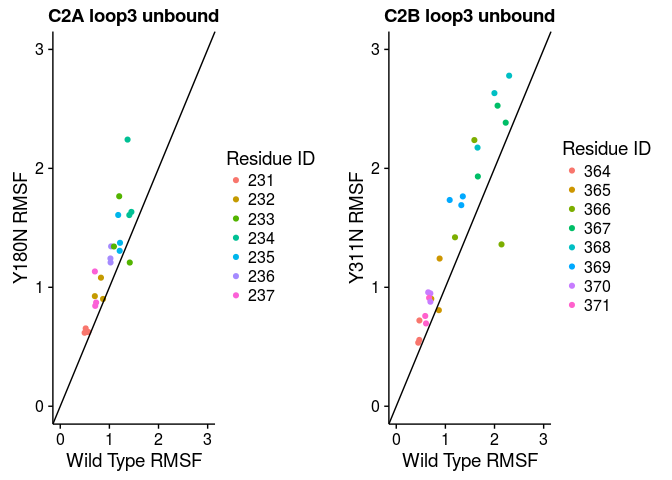 C2A loop3 unbound
Y180N RMSF
3
2
1
0
0 1 2 3
Wild Type RMSF
Residue ID
231
232
233
234
235
236
237
C2B loop3 unbound
Y311N RMSF
3
2
1
0
0 1 2 3
Wild Type RMSF
Residue ID
364
365
366
367
368
369
370
371